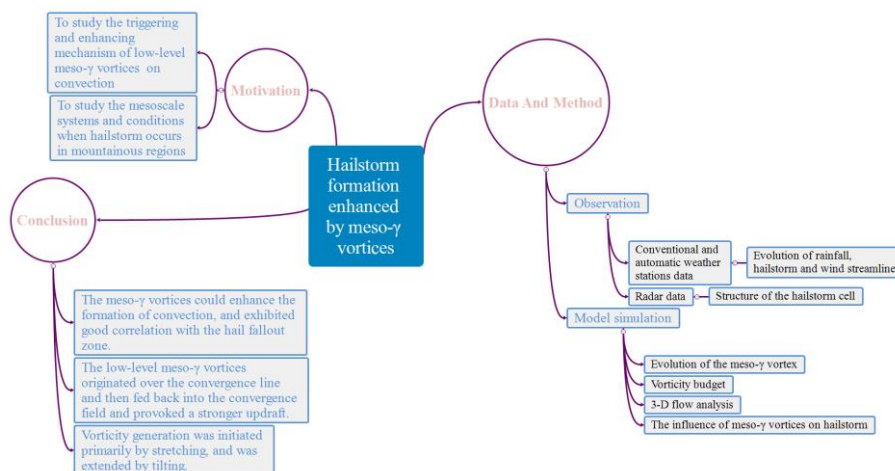 To study the triggering
and enhancing
mechanism of low-level
meso-γ vortices on
convection
To study the mesoscale
systems and conditions
when hailstorm occurs
in mountainous regions
Motivation
Data And Method
Hailstorm
formation
enhanced
by meso-γ
vortices
Conclusion
The meso-γ vortices could enhance the
formation of convection, and exhibited
good correlation with the hail fallout
zone.
The low-level meso-γ vortices
originated over the convergence line
and then fed back into the convergence
field and provoked a stronger updraft.
Vorticity generation was initiated
primarily by stretching, and was
extended by tilting.
Observation
Conventional and
automatic weather
stations data
Evolution of rainfall,
hailstorm and wind streamline
Radar data
Structure of the hailstorm cell
Model simulation
Evolution of the meso-γ vortex
Vorticity budget
3-D flow analysis
The influence of meso-γ vortices on hailstorm